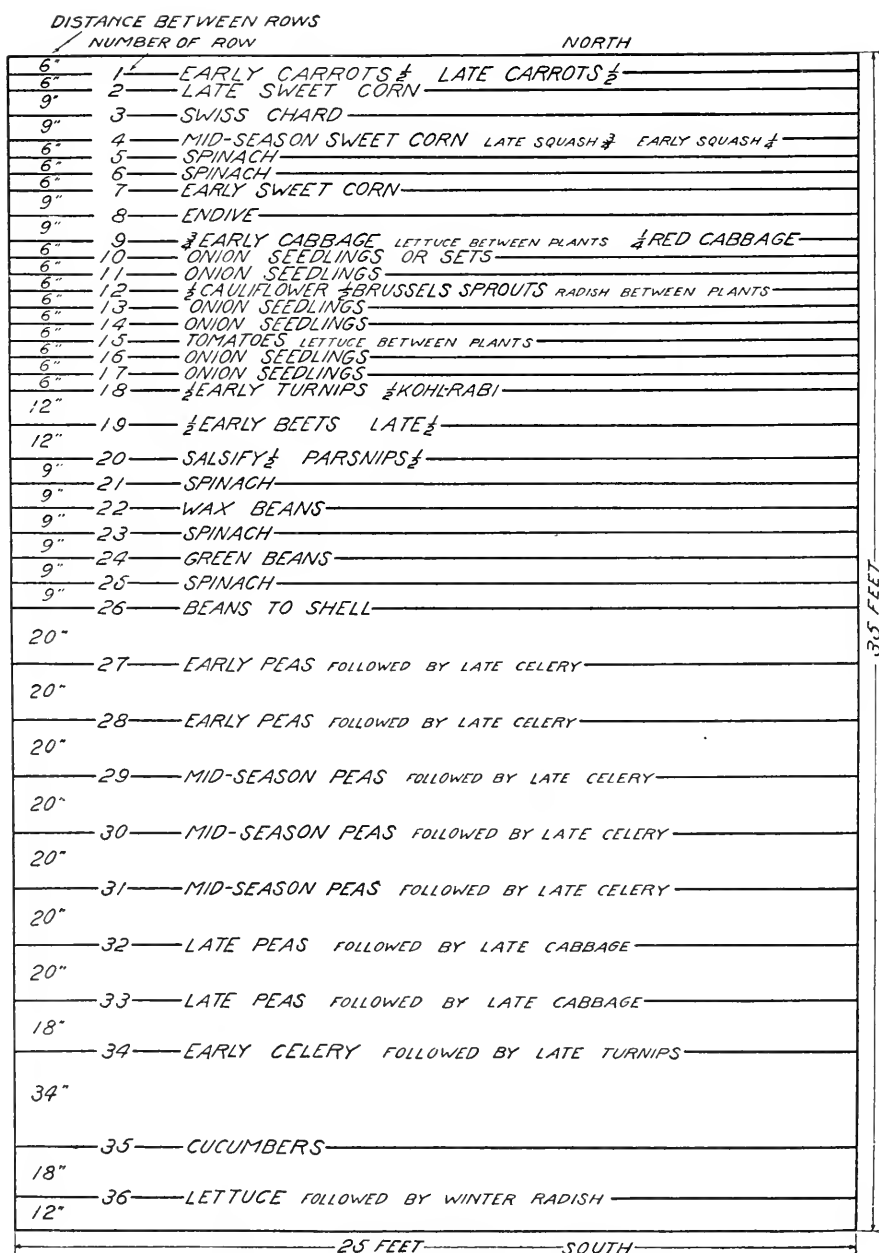 DISTANCE BETWEEN ROWS
NUMBER OF ROW NORTH
6"
1 EARLY CARROTS ½ LATE CARROTS ½
6"
2 LATE SWEET CORN
9"
3 SWISS CHARD
9"
4 MID-SEASON SWEET CORN LATE SQUASH ¾ EARLY SQUASH ¼
6"
5 SPINACH
6"
6 SPINACH
6"
7 EARLY SWEET CORN
9"
8 ENDIVE
9"
9 ¾ EARLY CABBAGE LETTUCE BETWEEN PLANTS ¼ RED CABBAGE
6"
10 ONION SEEDLINGS OR SETS
6"
11 ONION SEEDLINGS
6"
12 ½ CAULIFLOWER ½ BRUSSELS SPROUTS RADISH BETWEEN PLANTS
6"
13 ONION SEEDLINGS
6"
14 ONION SEEDLINGS
6"
15 TOMATOES LETTUCE BETWEEN PLANTS
6"
16 ONION SEEDLINGS
6"
17 ONION SEEDLINGS
6"
18 ½ EARLY TURNIPS ½ KOHL-RABI
12"
19 ½ EARLY BEETS LATE ½
12"
20 SALSIFY ½ PARSNIPS ½
9"
21 SPINACH
9"
22 WAX BEANS
9"
23 SPINACH
9"
24 GREEN BEANS
9"
25 SPINACH
9"
26 BEANS TO SHELL
20"
27 EARLY PEAS FOLLOWED BY LATE CELERY
20"
28 EARLY PEAS FOLLOWED BY LATE CELERY
20"
29 MID-SEASON PEAS FOLLOWED BY LATE CELERY
20"
30 MID-SEASON PEAS FOLLOWED BY LATE CELERY
20"
31 MID-SEASON PEAS FOLLOWED BY LATE CELERY
20"
32 LATE PEAS FOLLOWED BY LATE CABBAGE
20"
33 LATE PEAS FOLLOWED BY LATE CABBAGE
18"
34 EARLY CELERY FOLLOWED BY LATE TURNIPS
34"
35 CUCUMBERS
18"
36 LETTUCE FOLLOWED BY WINTER RADISH
12"
35 FEET
25 FEET SOUTH